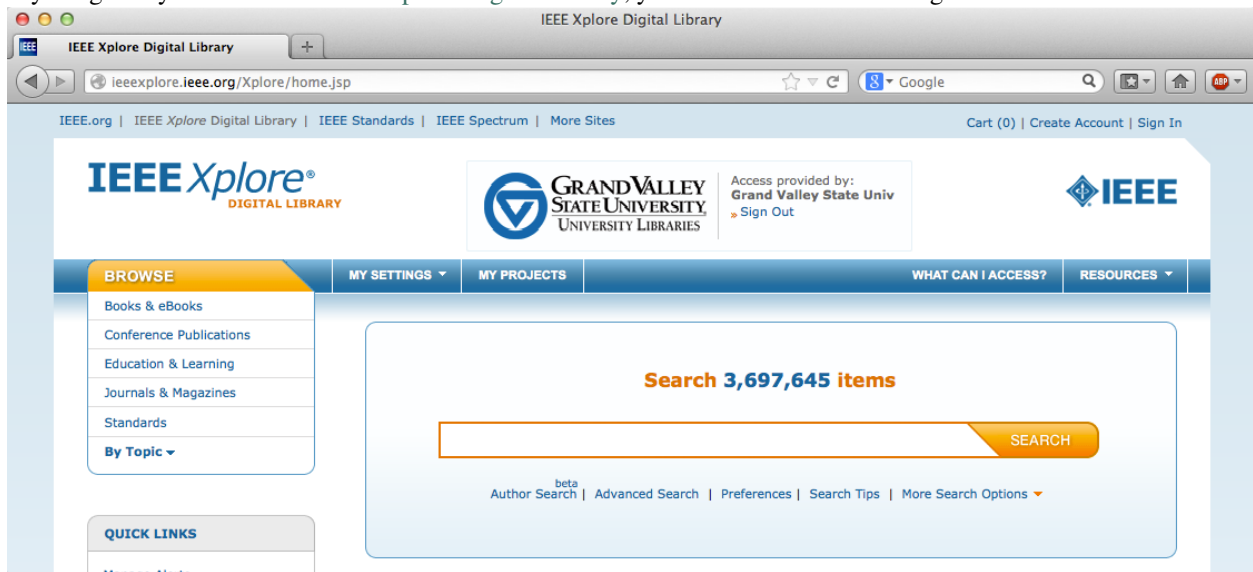 IEEE Xplore Digital Library
IEEE IEEE Xplore Digital Library +
ieeexplore.ieee.org/Xplore/home.jsp
8 Google
ABP
IEEE.org | IEEE Xplore Digital Library | IEEE Standards | IEEE Spectrum | More Sites
Cart (0) | Create Account | Sign In
IEEE Xplore®
DIGITAL LIBRARY
GRAND VALLEY
STATE UNIVERSITY
UNIVERSITY LIBRARIES
Access provided by:
Grand Valley State Univ
» Sign Out
IEEE
BROWSE
MY SETTINGS
MY PROJECTS
WHAT CAN I ACCESS?
RESOURCES
Books & eBooks
Conference Publications
Education & Learning
Journals & Magazines
Standards
By Topic
Search 3,697,645 items
SEARCH
beta
Author Search | Advanced Search | Preferences | Search Tips | More Search Options
QUICK LINKS